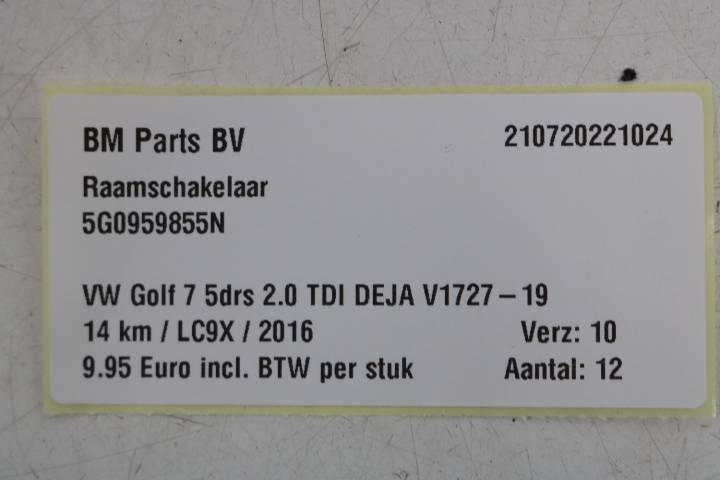 BM Parts BV 210720221024
Raamschakelaar
5G0959855N
VW Golf 7 5drs 2.0 TDI DEJA V1727 – 19
14 km / LC9X / 2016 Verz: 10
9.95 Euro incl. BTW per stuk Aantal: 12